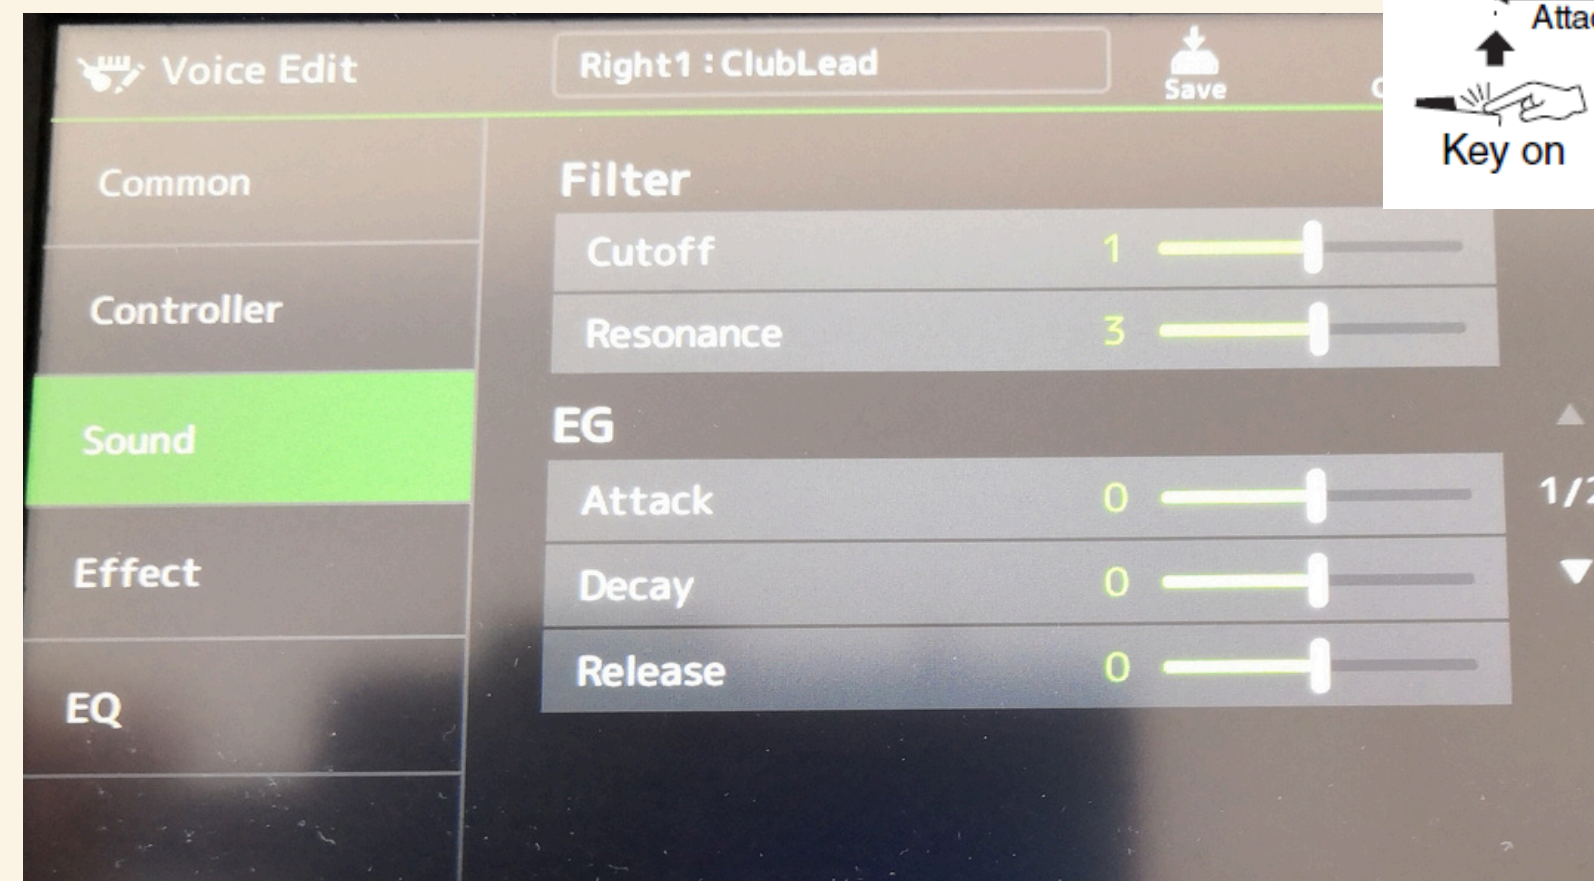 Voice Edit
Right1 : ClubLead
Save
Key on
Common
Controller
Sound
Effect
EQ
Filter
Cutoff 1
Resonance 3
EG
Attack 0
Decay 0
Release 0